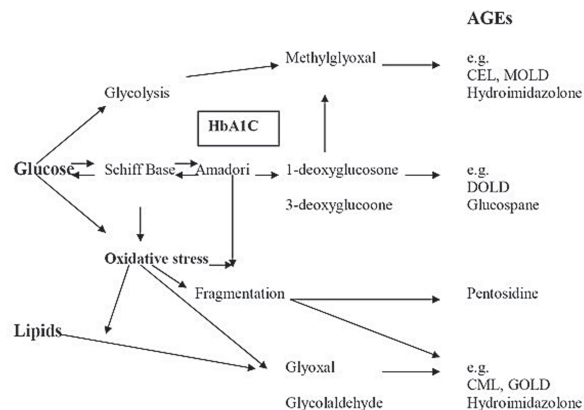 AGEs
Methylglyoxal
e.g.
CEL, MOLD
Hydroimidazolone
Glycolysis
HbA1C
Glucose
Schiff Base
Amadori
1-deoxyglucosone
3-deoxyglucoone
e.g.
DOLD
Glucospane
Oxidative stress
Fragmentation
Pentosidine
Lipids
Glyoxal
Glycolaldehyde
e.g.
CML, GOLD
Hydroimidazolone